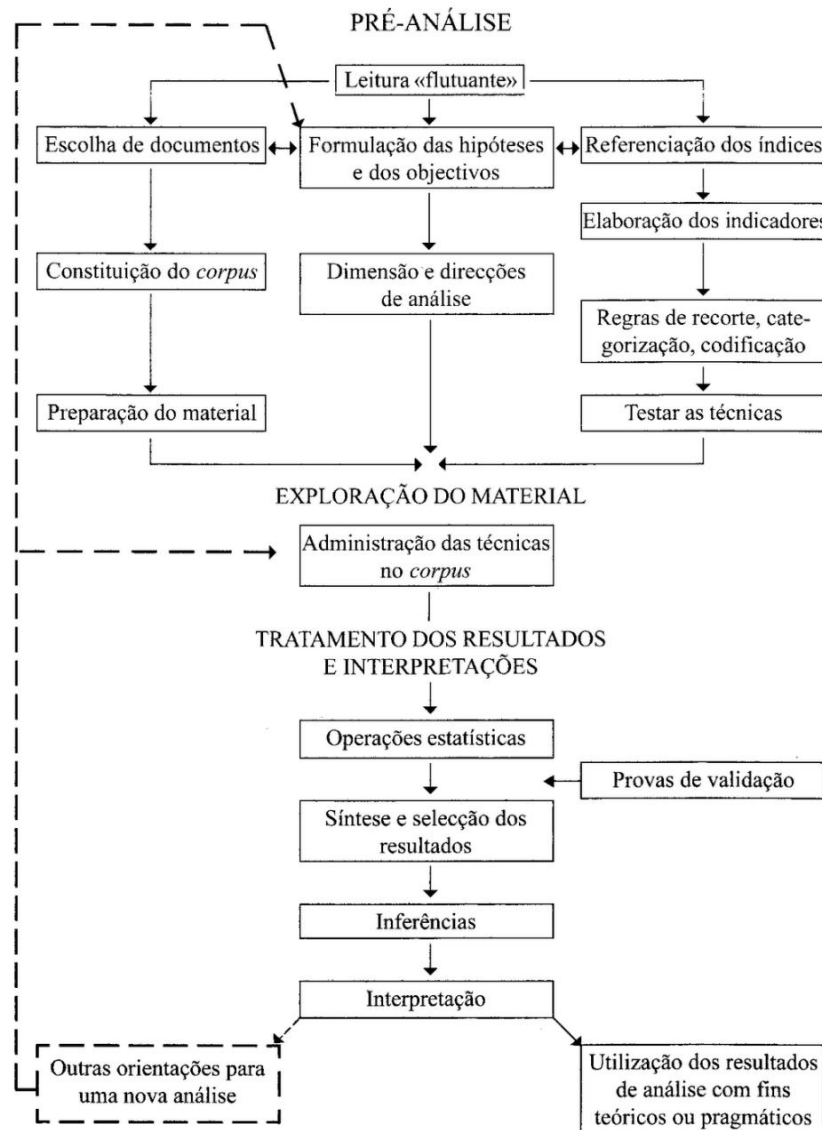 PRÉ-ANÁLISE
Leitura «flutuante»
Escolha de documentos
Formulação das hipóteses
e dos objectivos
Referenciação dos índices
Elaboração dos indicadores
Constituição do corpus
Dimensão e direcções
de análise
Regras de recorte, cate-
gorização, codificação
Preparação do material
Testar as técnicas
EXPLORAÇÃO DO MATERIAL
Administração das técnicas
no corpus
TRATAMENTO DOS RESULTADOS
E INTERPRETAÇÕES
Operações estatísticas
Provas de validação
Síntese e selecção dos
resultados
Inferências
Interpretação
Outras orientações para
uma nova análise
Utilização dos resultados
de análise com fins
teóricos ou pragmáticos